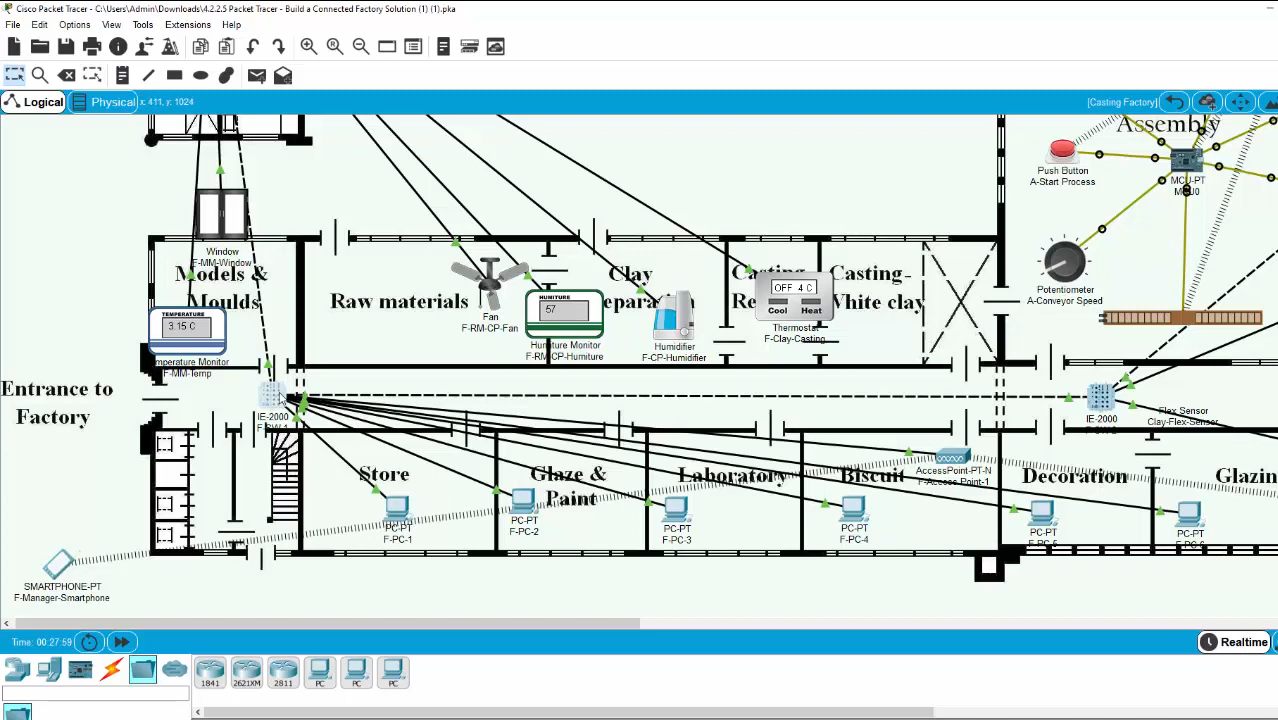 Cisco Packet Tracer - C:\Users\Admin\Downloads\4.2.2.5 Packet Tracer - Build a Connected Factory Solution (1) (1).pka
File Edit Options View Tools Extensions Help
Logical Physical x: 411, y: 1024 [Casting Factory]
Assembly
Push Button
A-Start Process
MCU-PT
MCU0
Window
F-MM-Window
Models &
Moulds
Raw materials
Clay
Casting-
White clay
Potentiometer
A-Conveyor Speed
Fan
F-RM-CP-Fan
HUMITURE
57
F-RM-CP-Humiture
Humidifier
F-CP-Humidifier
OFF 4 C
Cool Heat
Thermostat
F-Clay-Casting
TEMPERATURE
3.15 C
F-MM-Temp
Entrance to
Factory
IE-2000
IE-2000
Flex Sensor
Clay-Flex-Sensor
AccessPoint-PT-N
F-Access Point-1
Store
Glaze &
Paint
Laboratory
Biscuit
Decoration
PC-PT
F-PC-1
PC-PT
F-PC-2
PC-PT
F-PC-3
PC-PT
F-PC-4
PC-PT
F-PC-5
PC-PT
SMARTPHONE-PT
F-Manager-Smartphone
Time: 00:27:59 Realtime
1841 2621XM 2811 PC PC PC